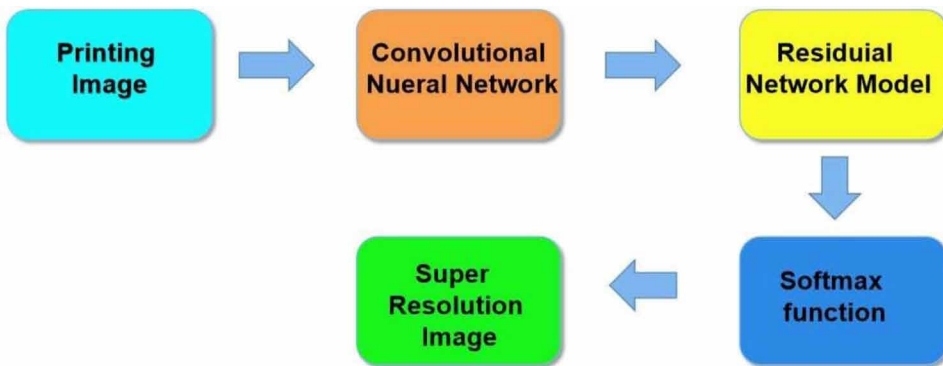 Printing
Image
Convolutional
Nueral Network
Residuial
Network Model
Softmax
function
Super
Resolution
Image